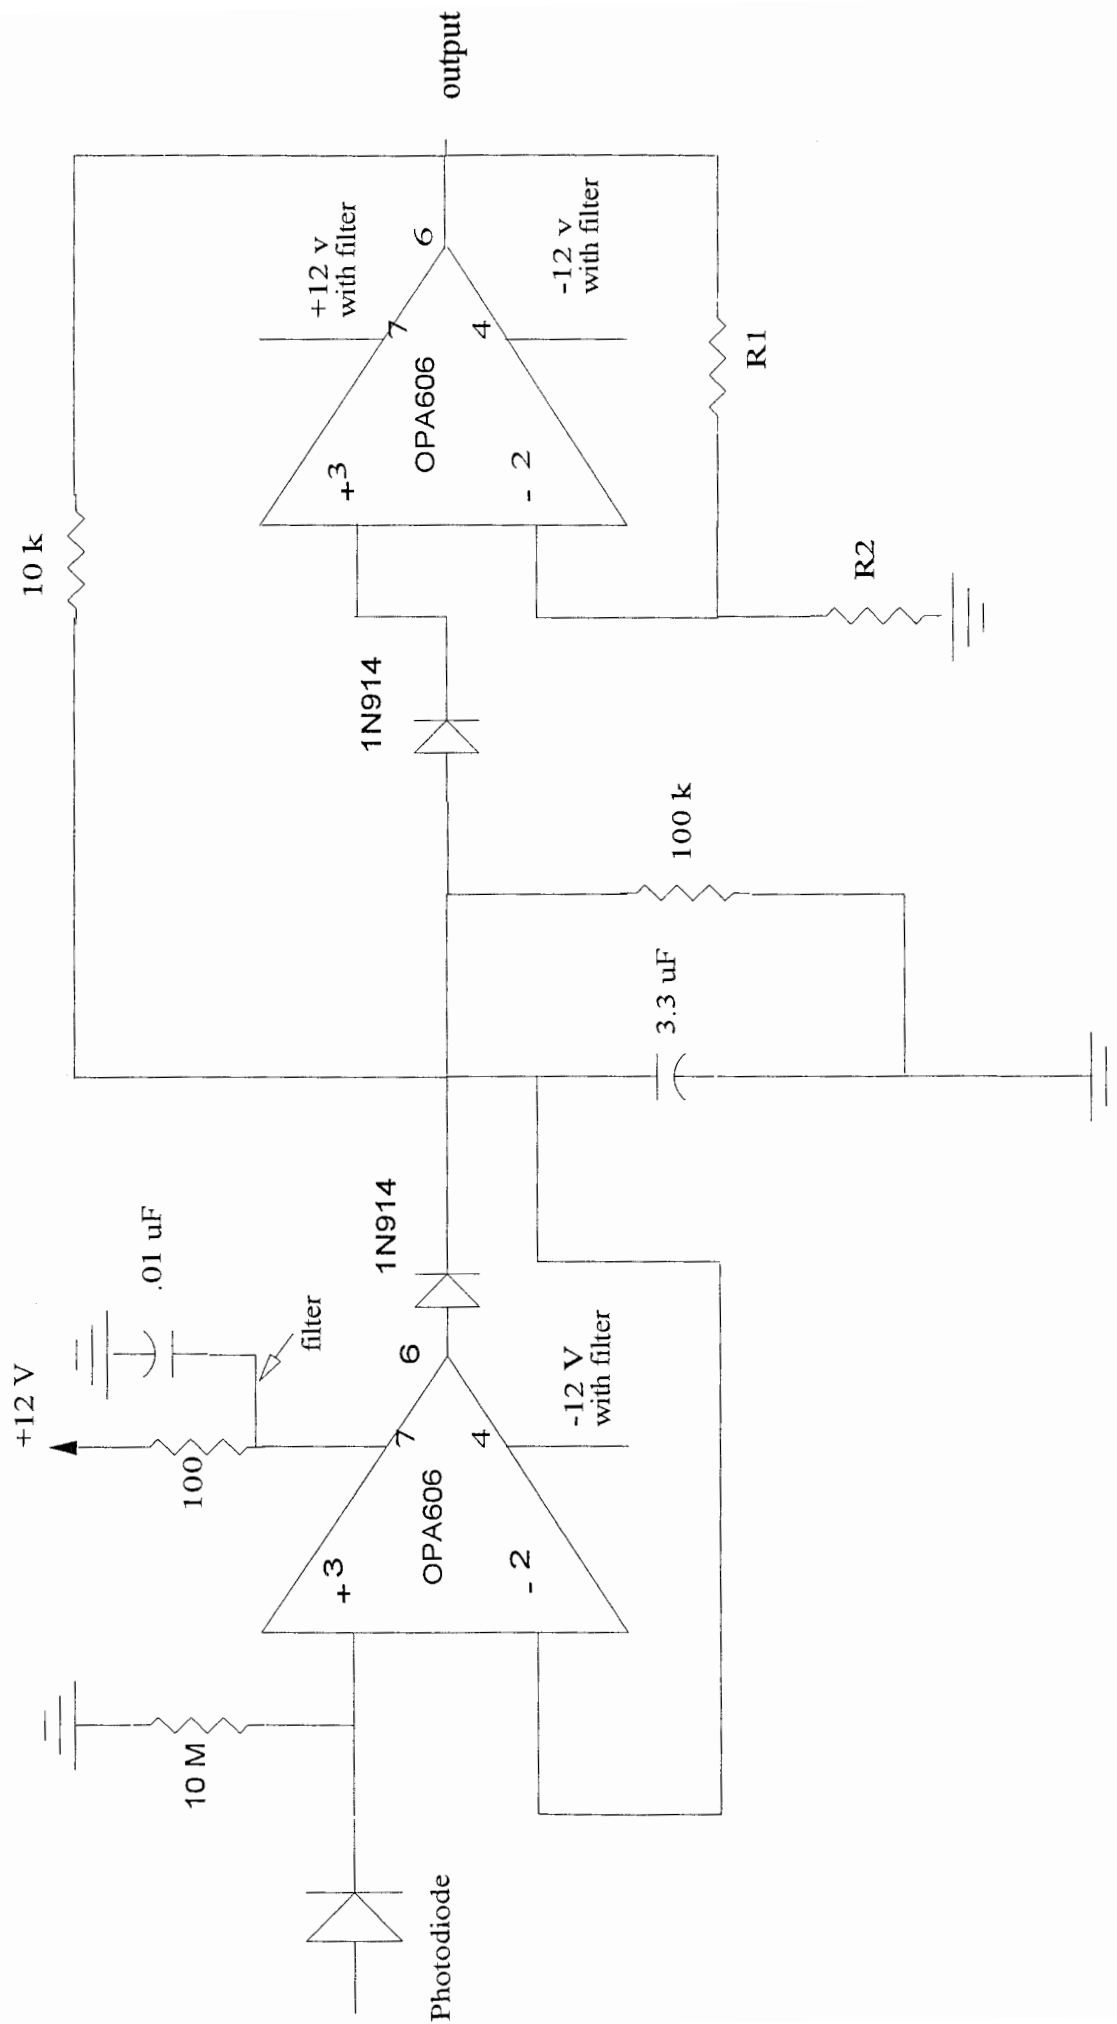 Photodiode
10 M
+3
- 2
OPA606
7
4
6
100
+12 V
.01 uF
filter
-12 V
with filter
1N914
10 k
3.3 uF
100 k
1N914
+3
- 2
OPA606
7
4
6
+12 v
with filter
-12 v
with filter
R1
R2
output